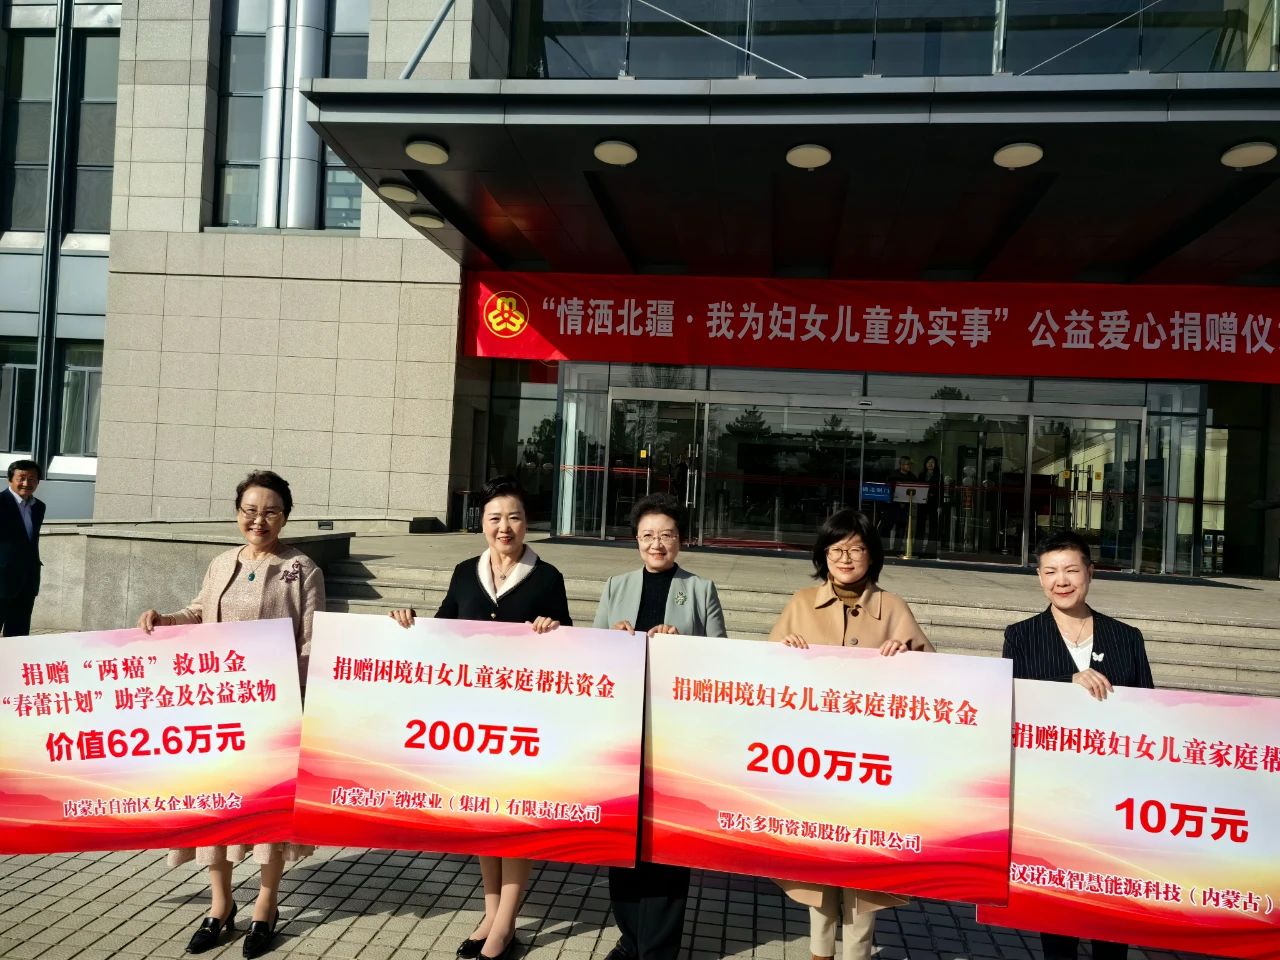 “情洒北疆·我为妇女儿童办实事”公益爱心捐赠仪
捐赠“两癌”救助金
“春蕾计划”助学金及公益款物
价值62.6万元
内蒙古自治区女企业家协会
捐赠困境妇女儿童家庭帮扶资金
200万元
内蒙古广纳煤业（集团）有限责任公司
捐赠困境妇女儿童家庭帮扶资金
200万元
鄂尔多斯资源股份有限公司
捐赠困境妇女儿童家庭帮
10万元
汉诺威智慧能源科技（内蒙古）